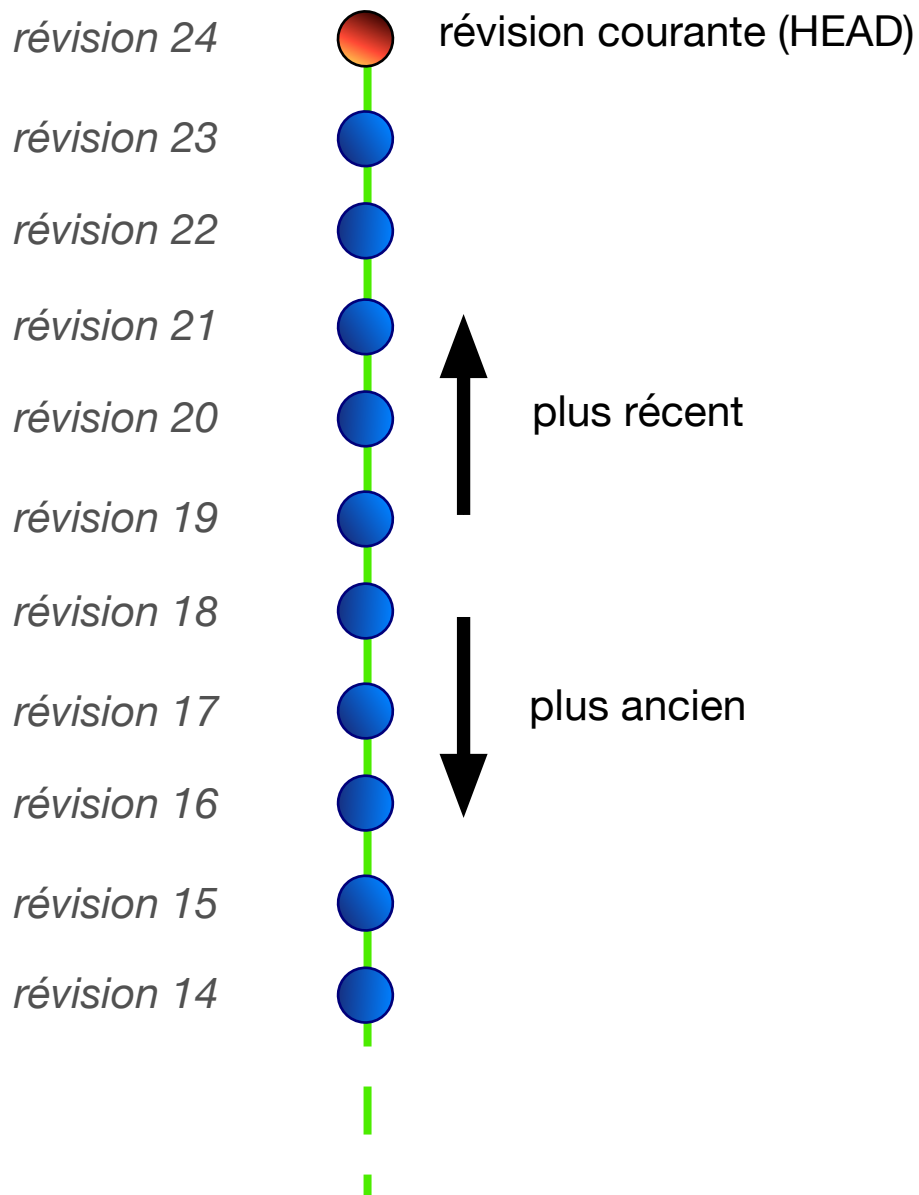 révision 24
révision courante (HEAD)
révision 23
révision 22
révision 21
révision 20
plus récent
révision 19
révision 18
révision 17
plus ancien
révision 16
révision 15
révision 14